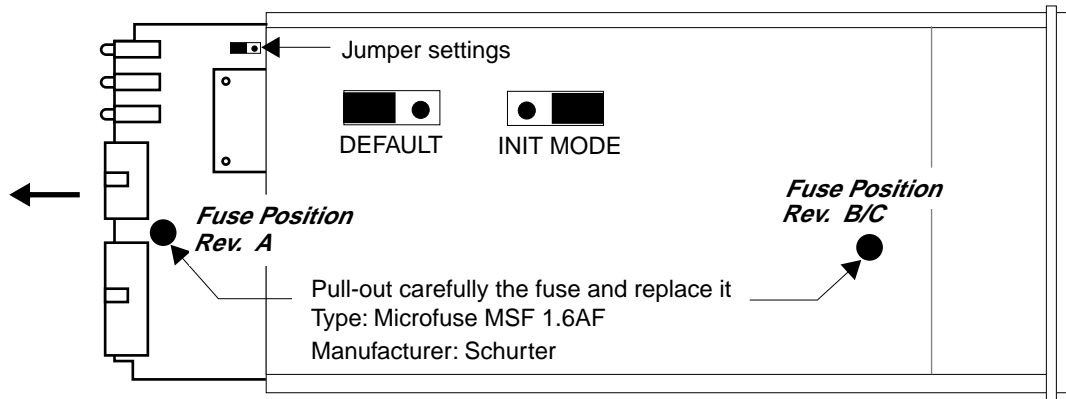 Jumper settings
DEFAULT
INIT MODE
Fuse Position
Rev. A
Fuse Position
Rev. B/C
Pull-out carefully the fuse and replace it
Type: Microfuse MSF 1.6AF
Manufacturer: Schurter